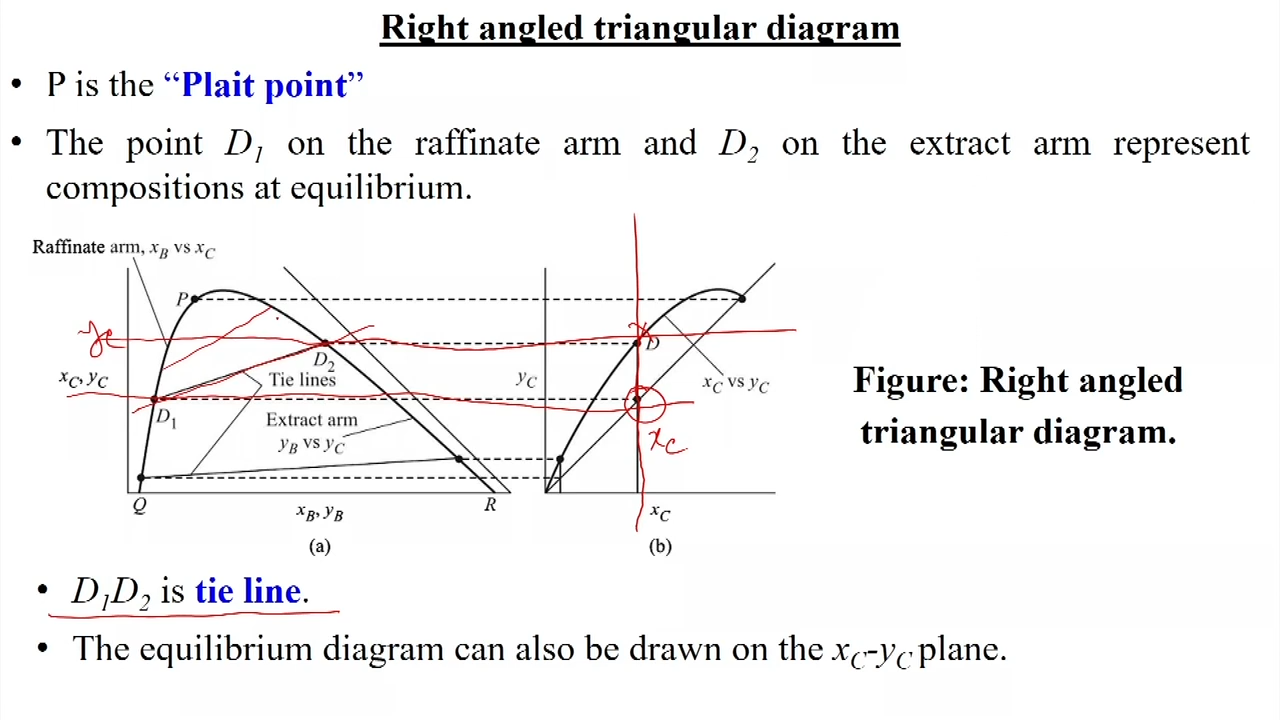 Right angled triangular diagram
• P is the “Plait point”
• The point D1 on the raffinate arm and D2 on the extract arm represent
compositions at equilibrium.
Raffinate arm, xB vs xC
P
yc
D2
D
xC, yC
Tie lines
yC
xC vs yC
D1
Extract arm
yB vs yC
xc
Q
xB, yB
R
xC
(a)
(b)
Figure: Right angled
triangular diagram.
• D1D2 is tie line.
• The equilibrium diagram can also be drawn on the xC-yC plane.